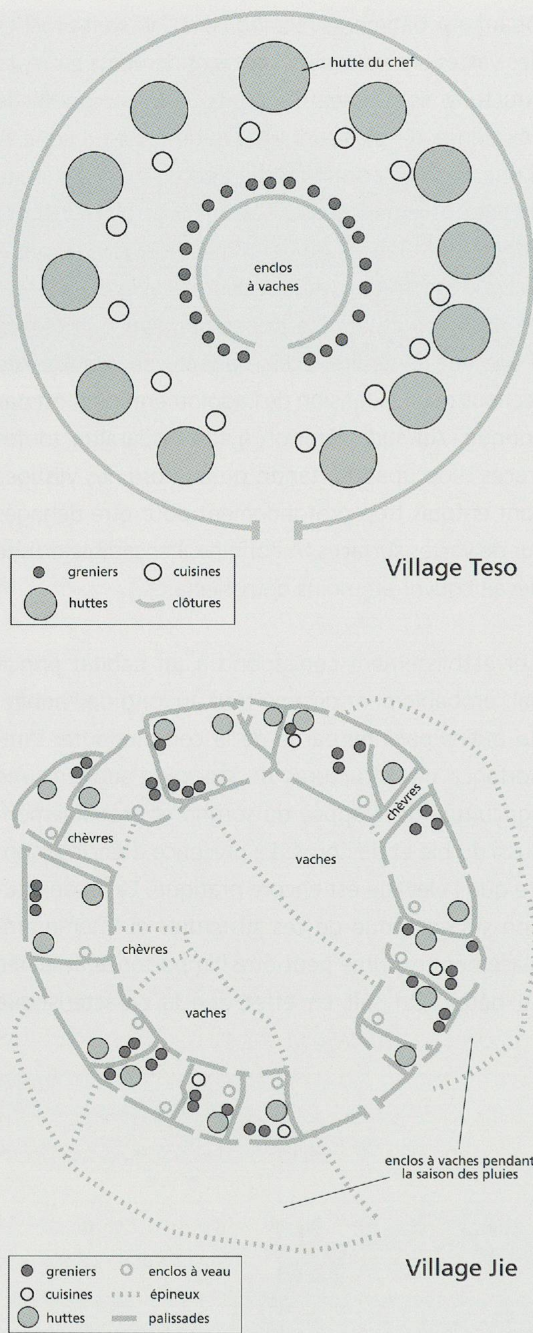 hutte du chef
enclos
à vaches
greniers
cuisines
huttes
clôtures
Village Teso
chèvres
vaches
chèvres
chèvres
vaches
enclos à vaches pendant
la saison des pluies
Village Jie
greniers
enclos à veau
cuisines
épineux
huttes
palissades